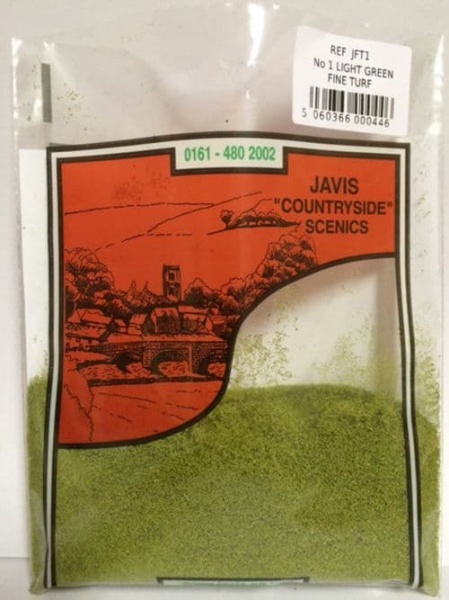 REF JFT1
No 1 LIGHT GREEN
FINE TURF
5 060366 000446
0161 - 480 2002
JAVIS
"COUNTRYSIDE"
SCENICS